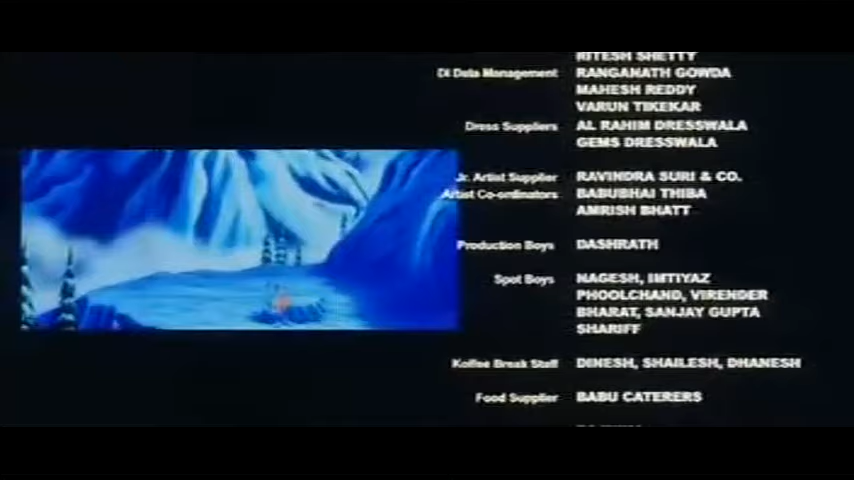 RITESH SHETTY
DI Data Management RANGANATH GOWDA
MAHESH REDDY
VARUN TIKEKAR
Dress Suppliers AL RAHIM DRESSWALA
GEMS DRESSWALA
Jr. Artist Supplier RAVINDRA SURI & CO.
Artist Co-ordinators BABUBHAI THIBA
AMRISH BHATT
Production Boys DASHRATH
Spot Boys NAGESH, IMTIYAZ
PHOOLCHAND, VIRENDER
BHARAT, SANJAY GUPTA
SHARIFF
Koffee Break Staff DINESH, SHAILESH, DHANESH
Food Supplier BABU CATERERS